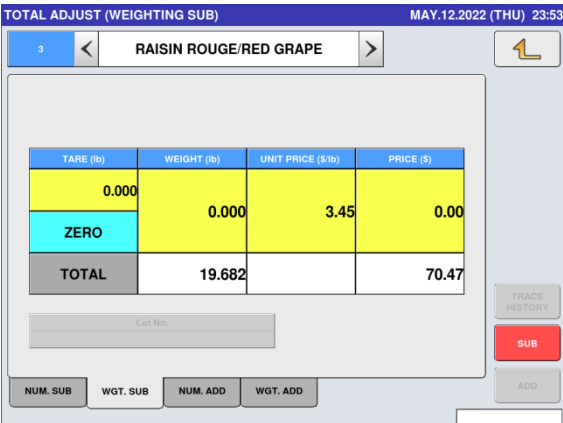 TOTAL ADJUST (WEIGHTING SUB) MAY.12.2022 (THU) 23:53
3 RAISIN ROUGE/RED GRAPE
TARE (lb) WEIGHT (lb) UNIT PRICE ($/lb) PRICE ($)
0.000
0.000 3.45 0.00
ZERO
TOTAL 19.682 70.47
TRACE
HISTORY
Lot No.
SUB
ADD
NUM. SUB WGT. SUB NUM. ADD WGT. ADD